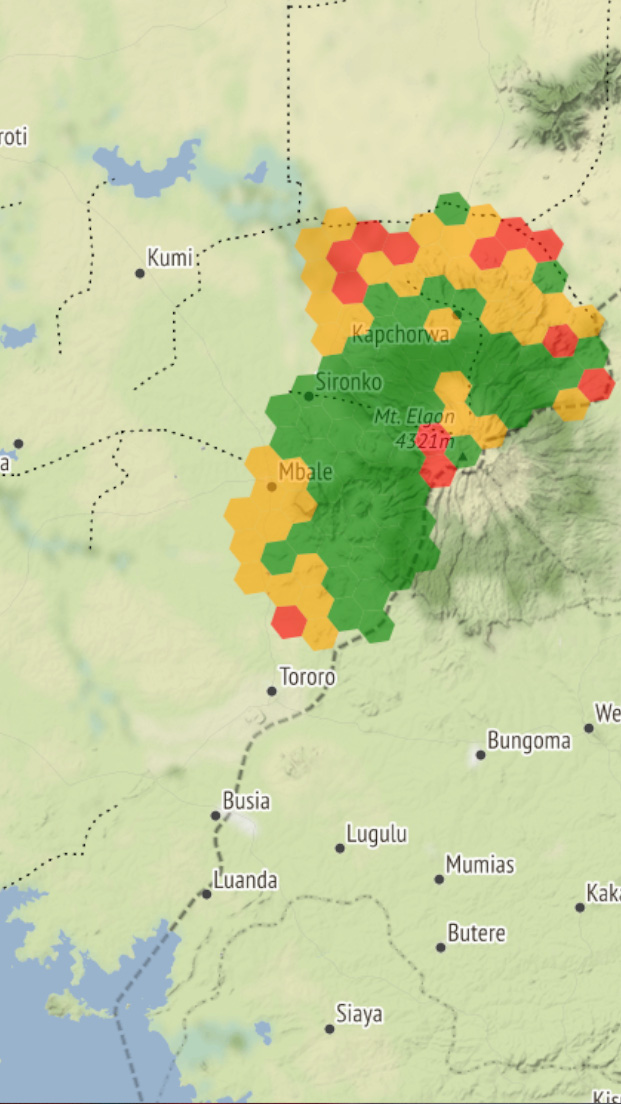 roti
Kumi
Kapchorwa
Sironko
Mt. Elgon
4321m
a
Mbale
Tororo
We
Bungoma
Busia
Lugulu
Mumias
Luanda
Kaka
Butere
Siaya
Kis